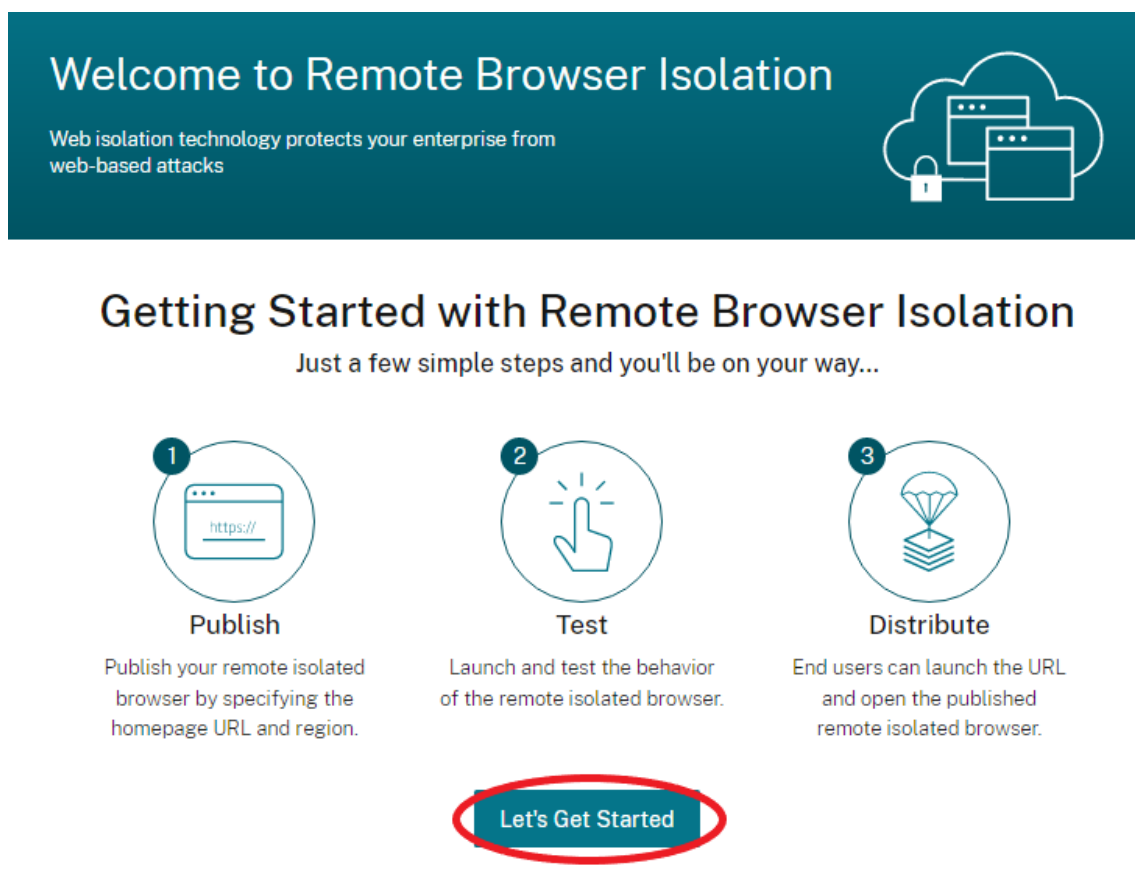 Welcome to Remote Browser Isolation
Web isolation technology protects your enterprise from
web-based attacks
Getting Started with Remote Browser Isolation
Just a few simple steps and you'll be on your way...
1
https://
Publish
Publish your remote isolated
browser by specifying the
homepage URL and region.
2
Test
Launch and test the behavior
of the remote isolated browser.
3
Distribute
End users can launch the URL
and open the published
remote isolated browser.
Let's Get Started